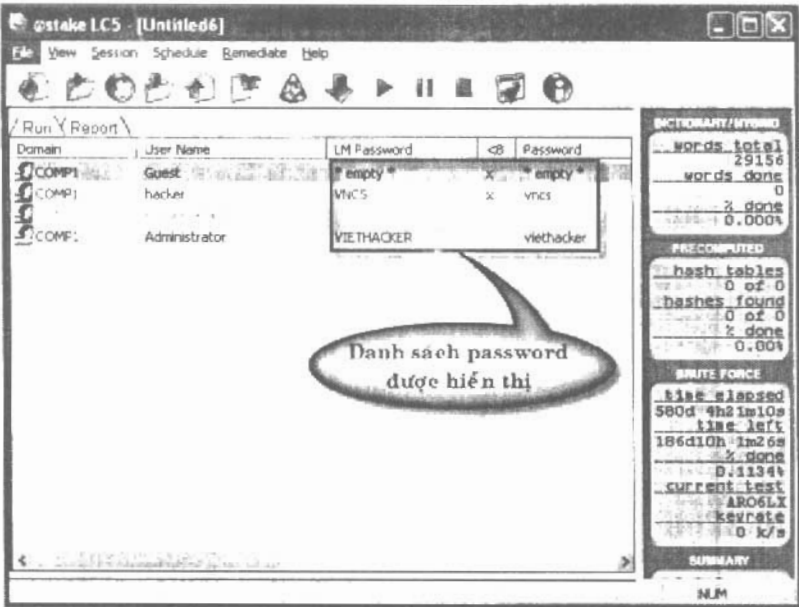 @stake LC5 - [Untitled6]
File View Session Schedule Remediate Help
Run Report
Domain User Name LM Password <8 Password
COMP1 Guest * empty * x * empty *
COMP1 hacker VNCS x vncs
COMP1 Administrator VIETHACKER viethacker
Danh sách password
được hiển thị
DICTIONARY/HYBRID
words total
29156
words done
0
% done
0.000%
PRECOMPUTED
hash tables
0 of 0
hashes found
0 of 0
% done
0.00%
BRUTE FORCE
time elapsed
580d 4h21m10s
time left
186d10h 1m26s
% done
0.1134%
current test
ARO6LX
keyrate
0 k/s
SUMMARY
NUM